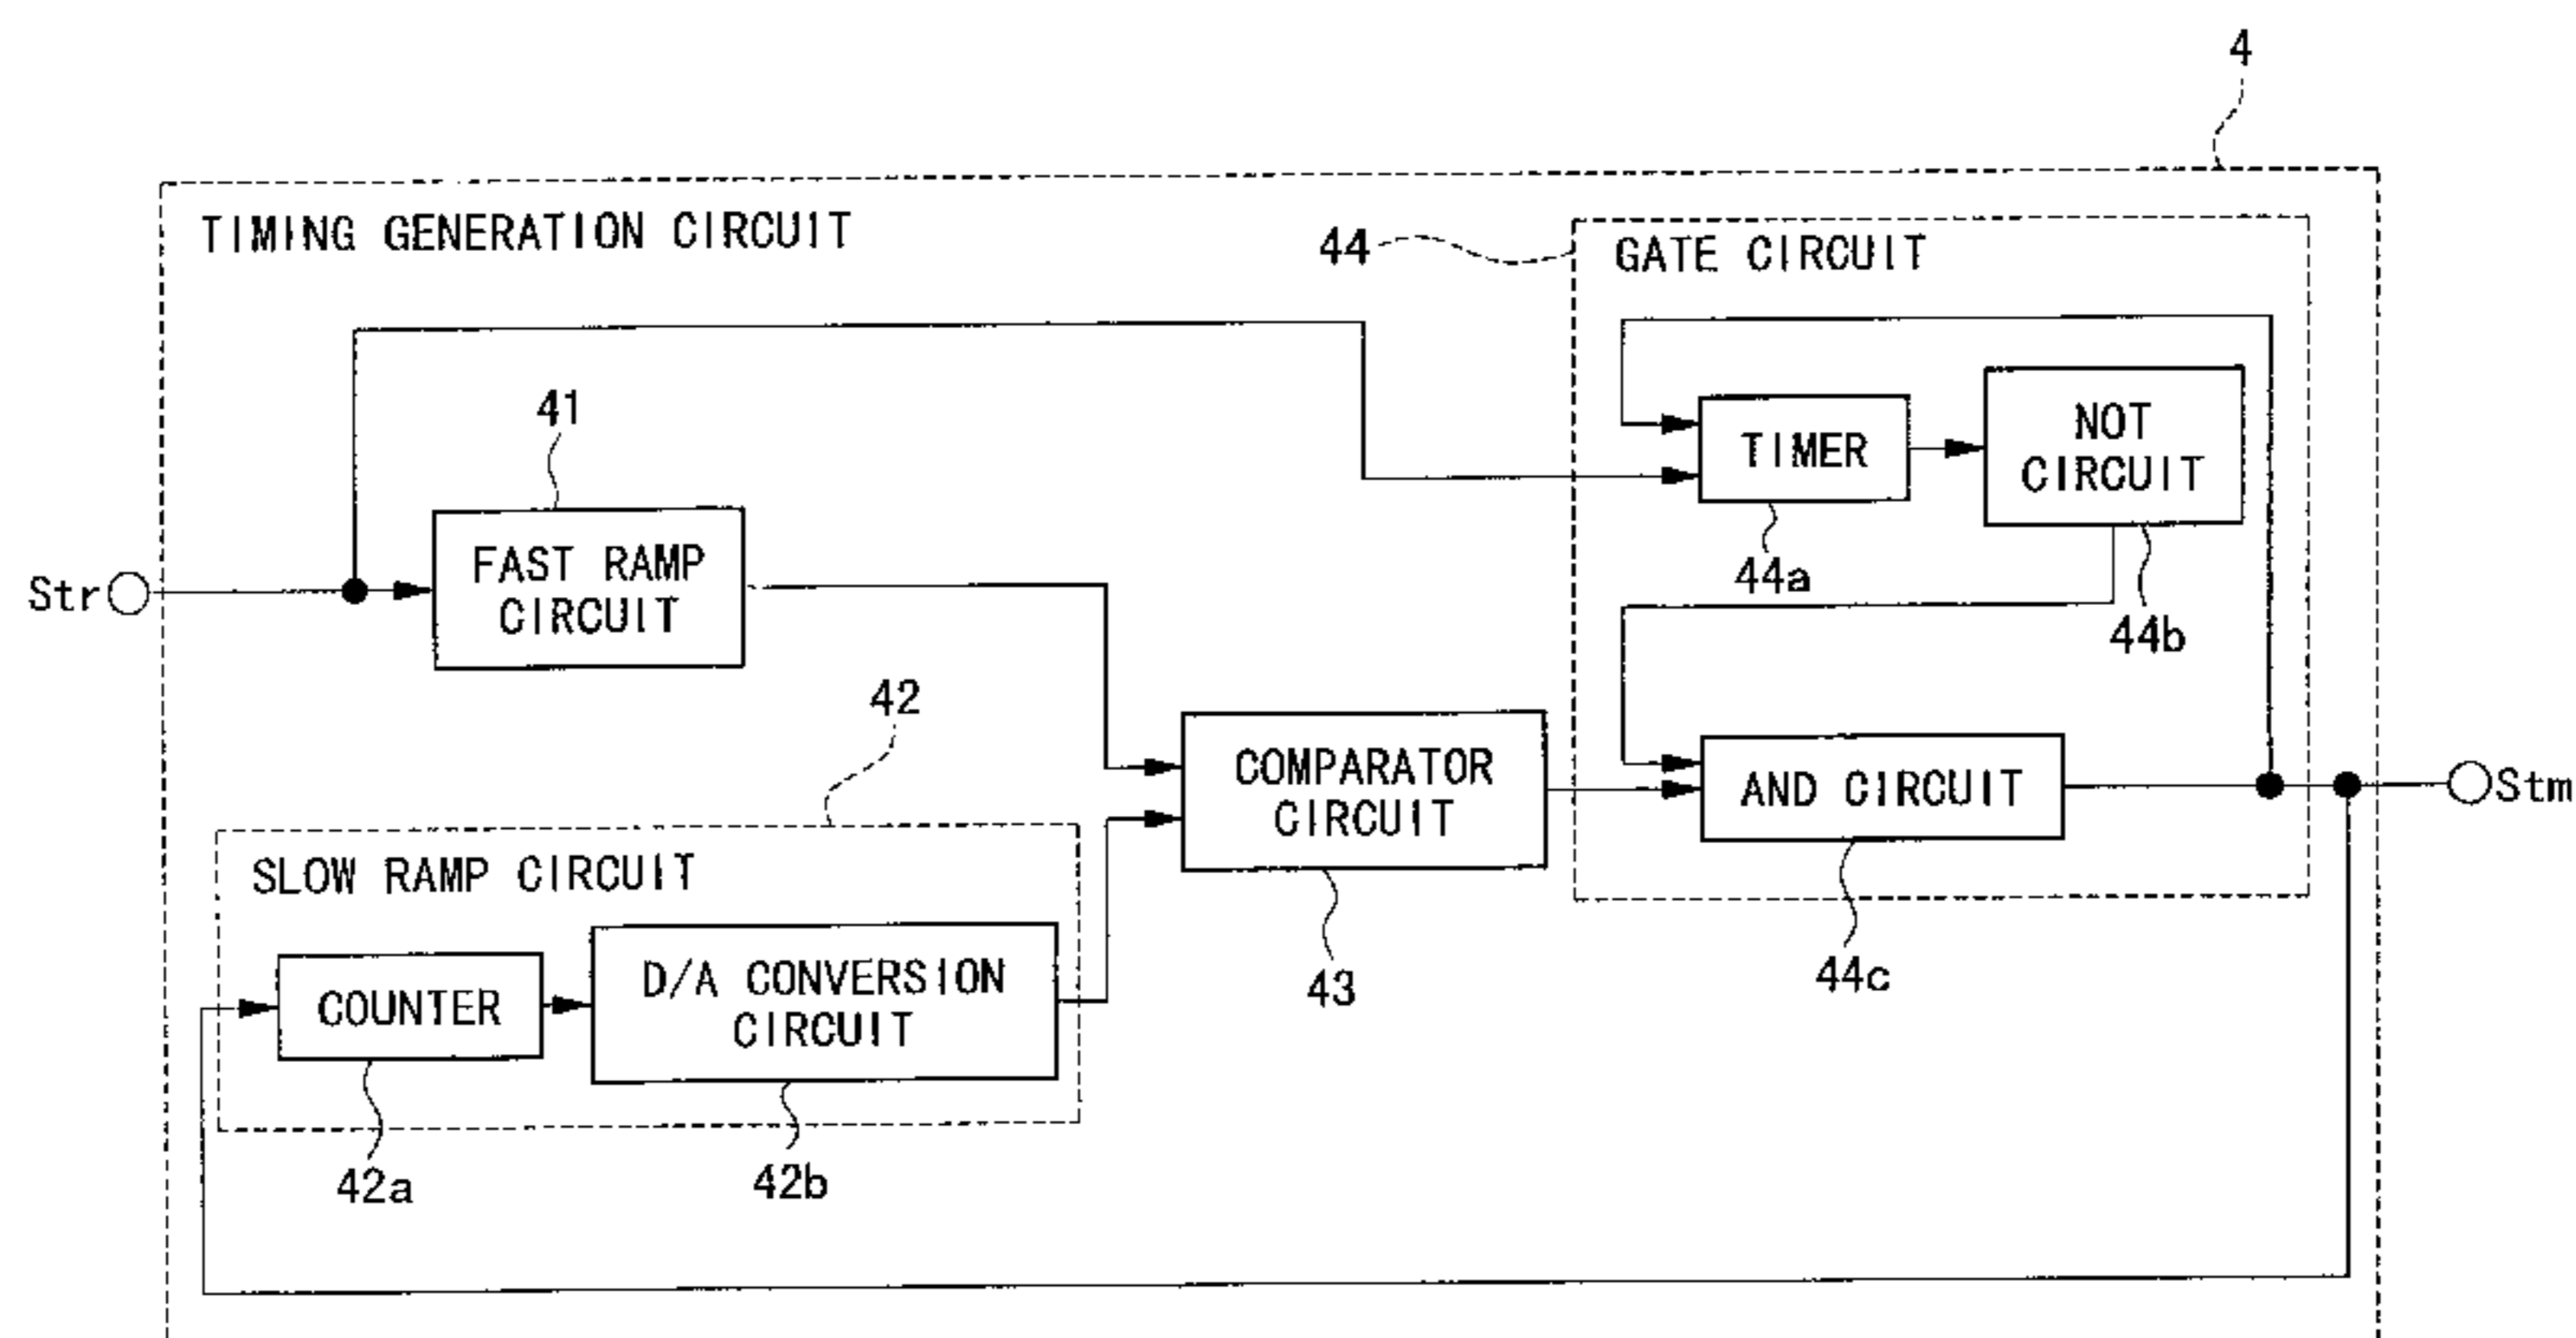 4
TIMING GENERATION CIRCUIT
44
GATE CIRCUIT
41
TIMER
NOT
CIRCUIT
Str
FAST RAMP
CIRCUIT
44a
44b
42
COMPARATOR
CIRCUIT
AND CIRCUIT
Stm
SLOW RAMP CIRCUIT
43
44c
COUNTER
D/A CONVERSION
CIRCUIT
42a
42b